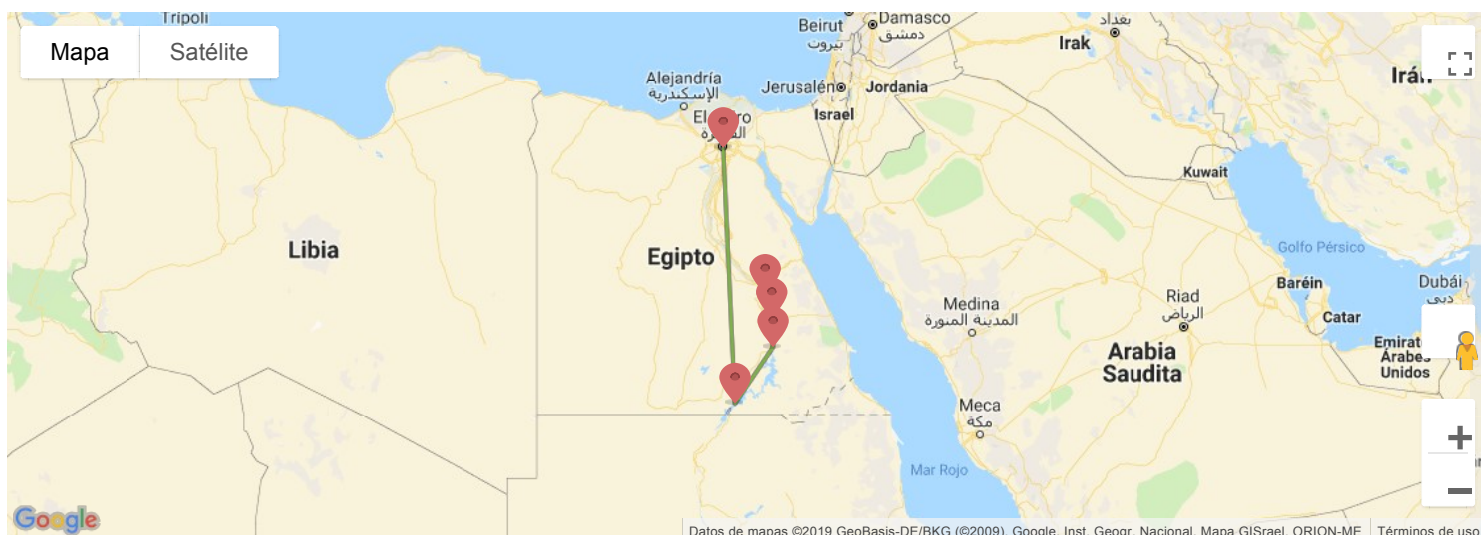 Trípoli
Mapa
Satélite
Beirut
بيروت
Damasco
دمشق
بغداد
Irak
Irán
Alejandría
الإسكندرية
Jerusalén
Jordania
Israel
Kuwait
Libia
Egipto
Golfo Pérsico
Baréin
Dubái
دبي
Medina
المدينة المنورة
Riad
الرياض
Catar
Arabia
Saudita
Árabes
Unidos
Meca
مكة
Mar Rojo
Google
Datos de mapas ©2019 GeoBasis-DE/BKG (©2009), Google, Inst. Geogr. Nacional, Mapa GISrael, ORION-ME
Términos de uso